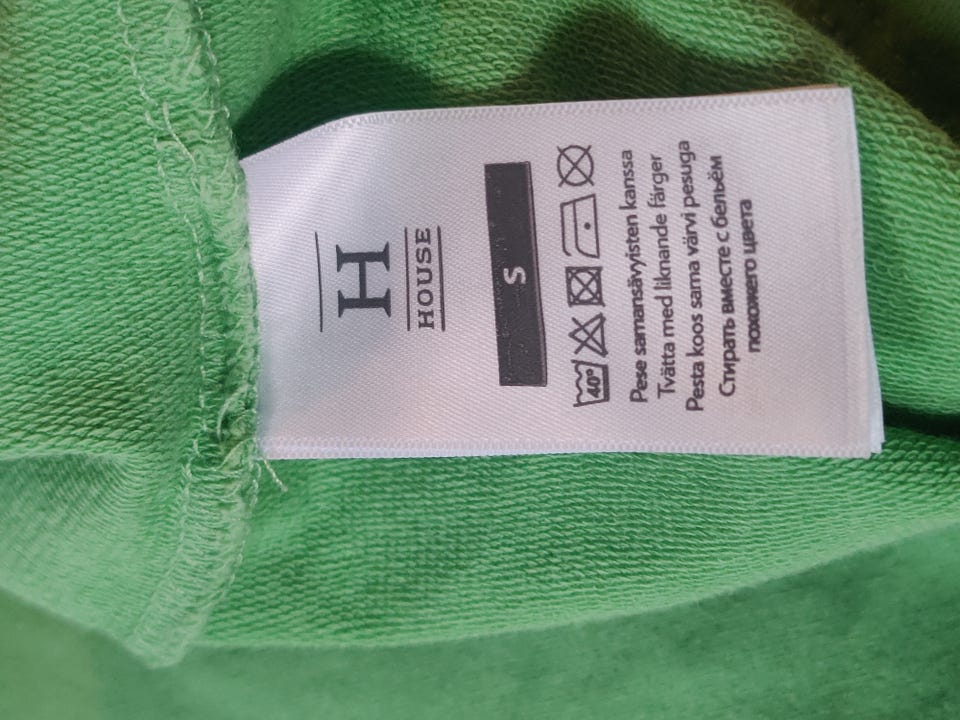 H
HOUSE
S
40°
Pese samansävyisten kanssa
Tvätta med liknande färger
Pesta koos sama värvi pesuga
Стирать вместе с бельём
похожего цвета